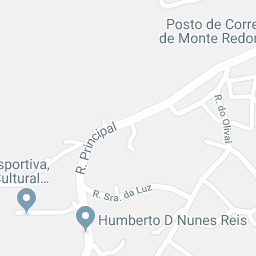 Posto de Corre
de Monte Redon
R. do Olival
R. Principal
sportiva,
Cultural...
R. Sra. da Luz
Humberto D Nunes Reis